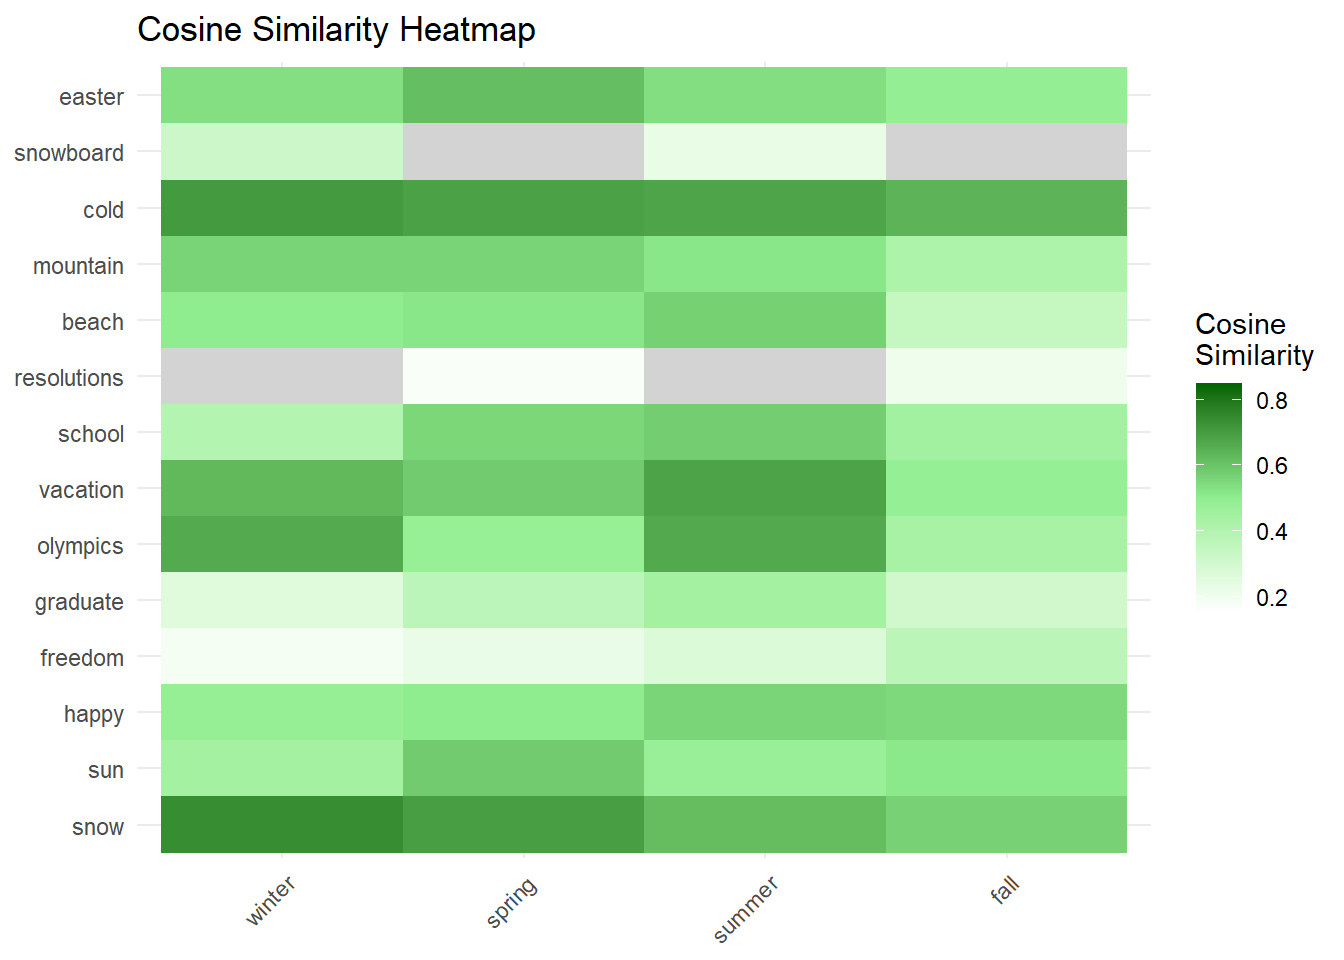 Cosine Similarity Heatmap
easter
snowboard
cold
mountain
beach
resolutions
school
vacation
olympics
graduate
freedom
happy
sun
snow
winter
spring
summer
fall
Cosine
Similarity
0.8
0.6
0.4
0.2